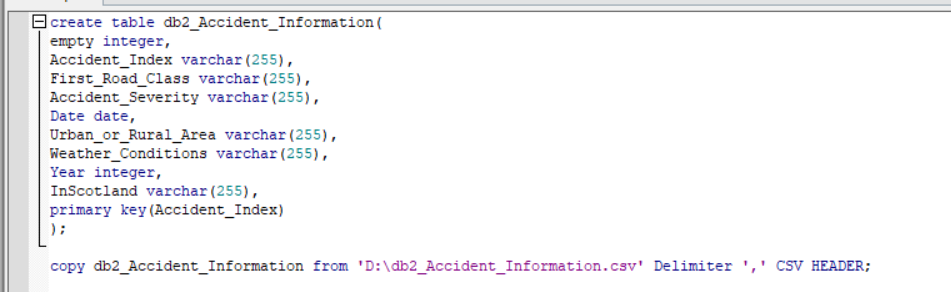 create table db2_Accident_Information(
empty integer,
Accident_Index varchar(255),
First_Road_Class varchar(255),
Accident_Severity varchar(255),
Date date,
Urban_or_Rural_Area varchar(255),
Weather_Conditions varchar(255),
Year integer,
InScotland varchar(255),
primary key(Accident_Index)
);
copy db2_Accident_Information from 'D:\db2_Accident_Information.csv' Delimiter ',' CSV HEADER;